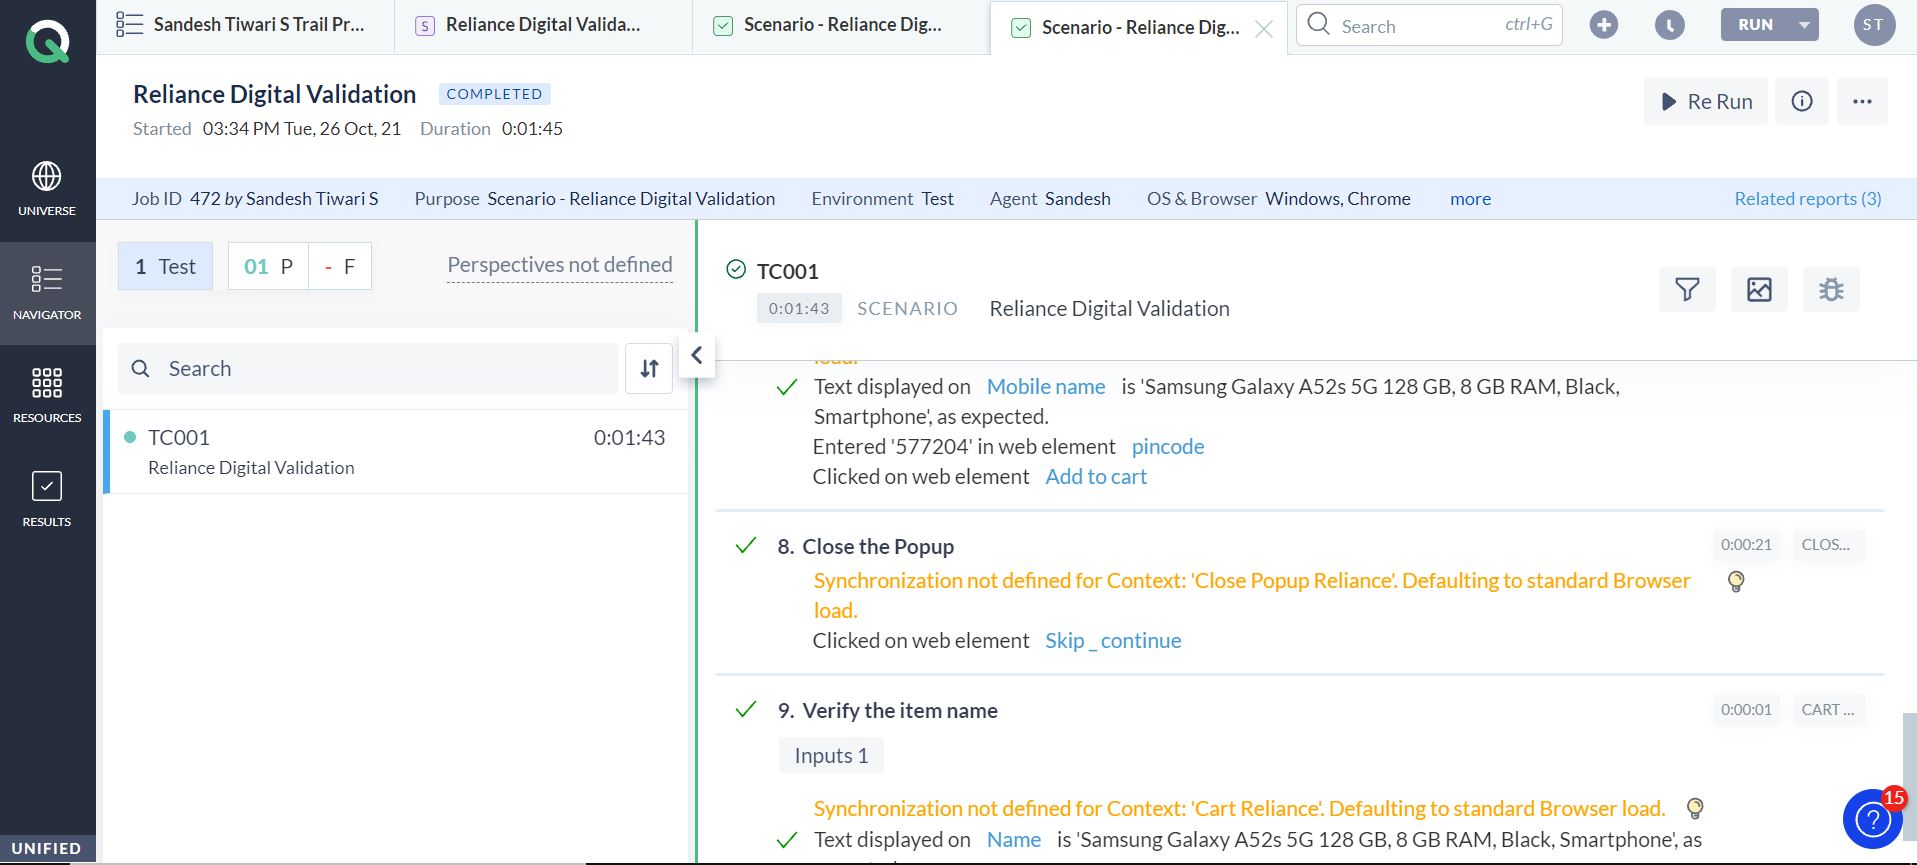 Sandesh Tiwari S Trail Pr...
S
Reliance Digital Valida...
Scenario - Reliance Dig...
Scenario - Reliance Dig...
Search
ctrl+G
RUN
ST
Reliance Digital Validation
COMPLETED
Started 03:34 PM Tue, 26 Oct, 21 Duration 0:01:45
Re Run
Job ID 472 by Sandesh Tiwari S
Purpose Scenario - Reliance Digital Validation
Environment Test
Agent Sandesh
OS & Browser Windows, Chrome
more
Related reports (3)
UNIVERSE
NAVIGATOR
RESOURCES
RESULTS
UNIFIED
1 Test
01 P
- F
Perspectives not defined
Search
TC001 0:01:43
Reliance Digital Validation
TC001
0:01:43 SCENARIO Reliance Digital Validation
load.
Text displayed on Mobile name is 'Samsung Galaxy A52s 5G 128 GB, 8 GB RAM, Black,
Smartphone', as expected.
Entered '577204' in web element pincode
Clicked on web element Add to cart
8. Close the Popup 0:00:21 CLOS...
Synchronization not defined for Context: 'Close Popup Reliance'. Defaulting to standard Browser
load.
Clicked on web element Skip _ continue
9. Verify the item name 0:00:01 CART ...
Inputs 1
Synchronization not defined for Context: 'Cart Reliance'. Defaulting to standard Browser load.
Text displayed on Name is 'Samsung Galaxy A52s 5G 128 GB, 8 GB RAM, Black, Smartphone', as
15
?